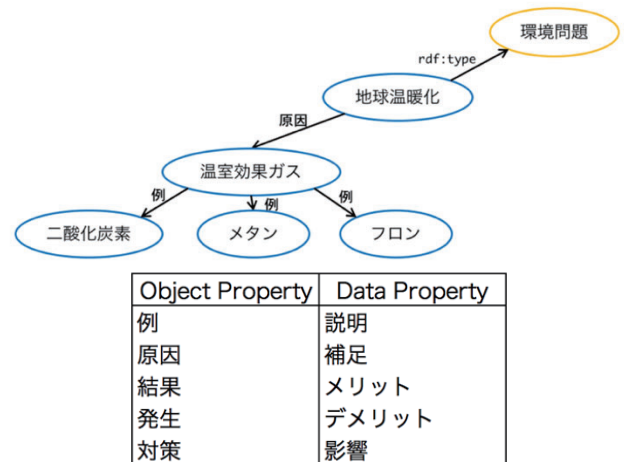 環境問題
rdf:type
地球温暖化
原因
温室効果ガス
例
例
例
二酸化炭素
メタン
フロン
Object Property Data Property
例 説明
原因 補足
結果 メリット
発生 デメリット
対策 影響